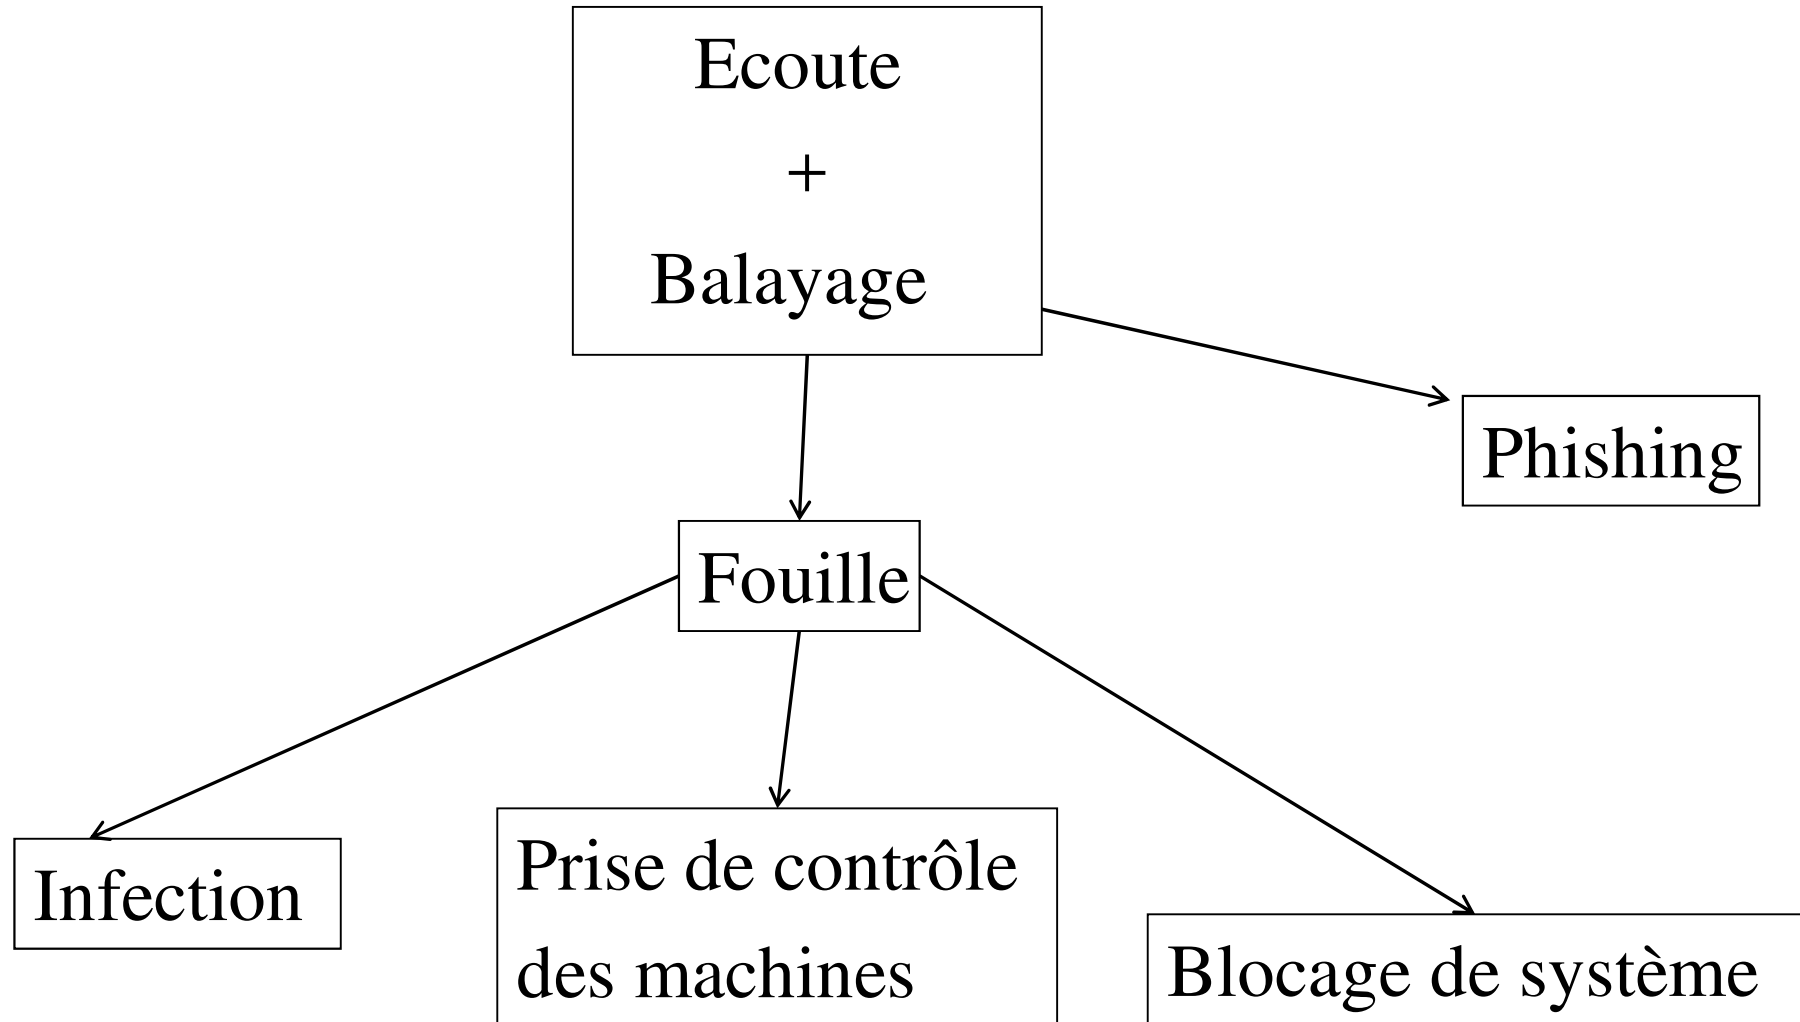 Ecoute
+
Balayage
Phishing
Fouille
Infection
Prise de contrôle
des machines
Blocage de système